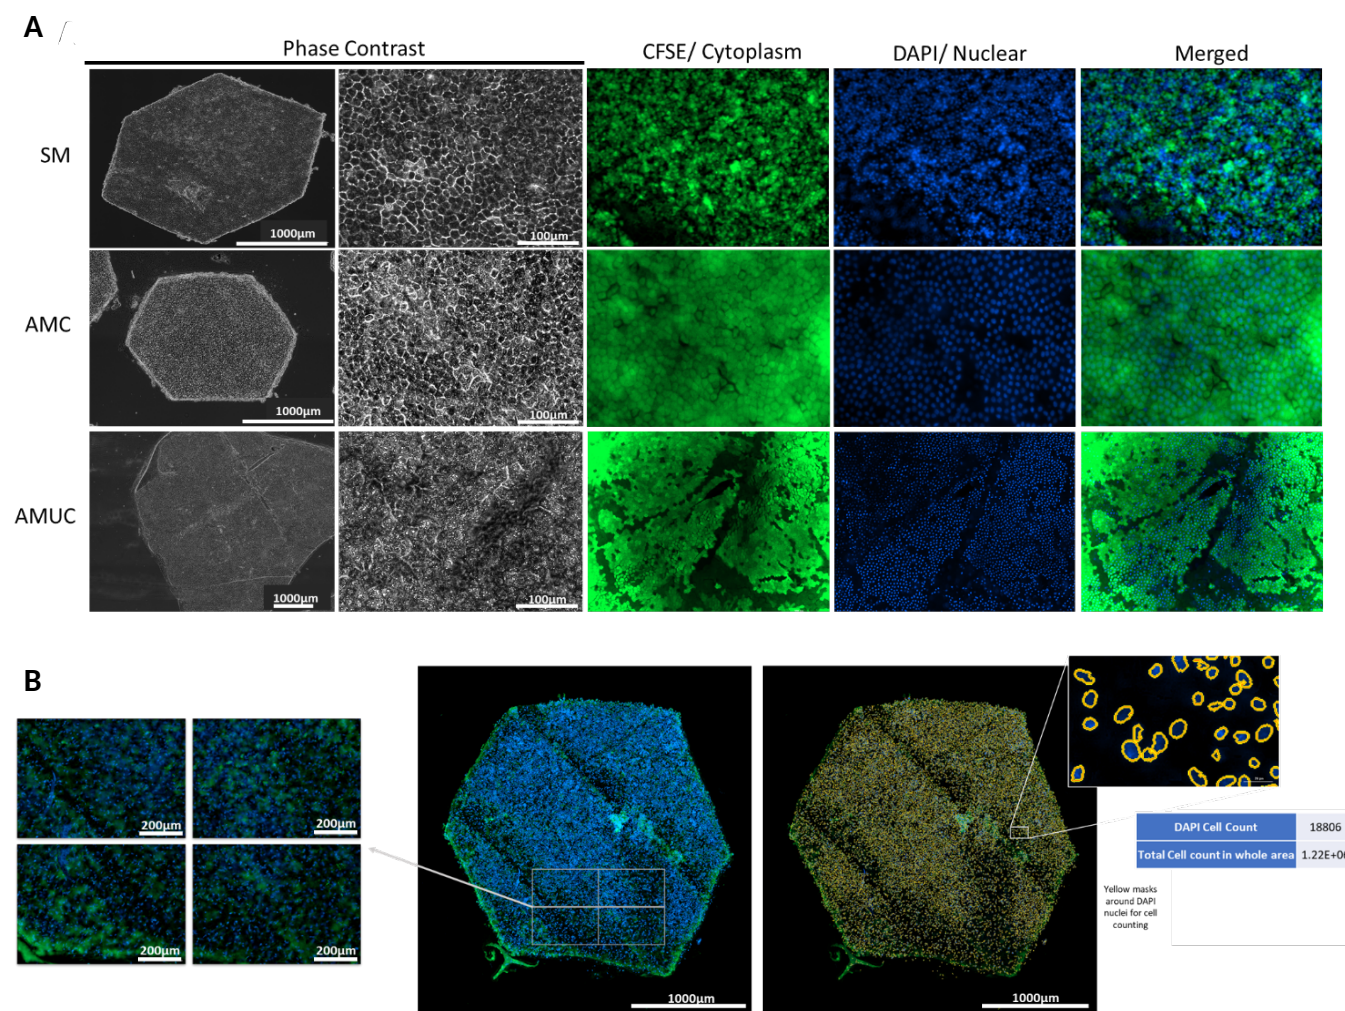 A
Phase Contrast
CFSE/ Cytoplasm
DAPI/ Nuclear
Merged
SM
1000µm
100µm
AMC
1000µm
100µm
AMUC
1000µm
100µm
B
200µm
200µm
200µm
200µm
1000µm
1000µm
DAPI Cell Count
18806
Total Cell count in whole area
Yellow masks
around DAPI
nuclei for cell
counting